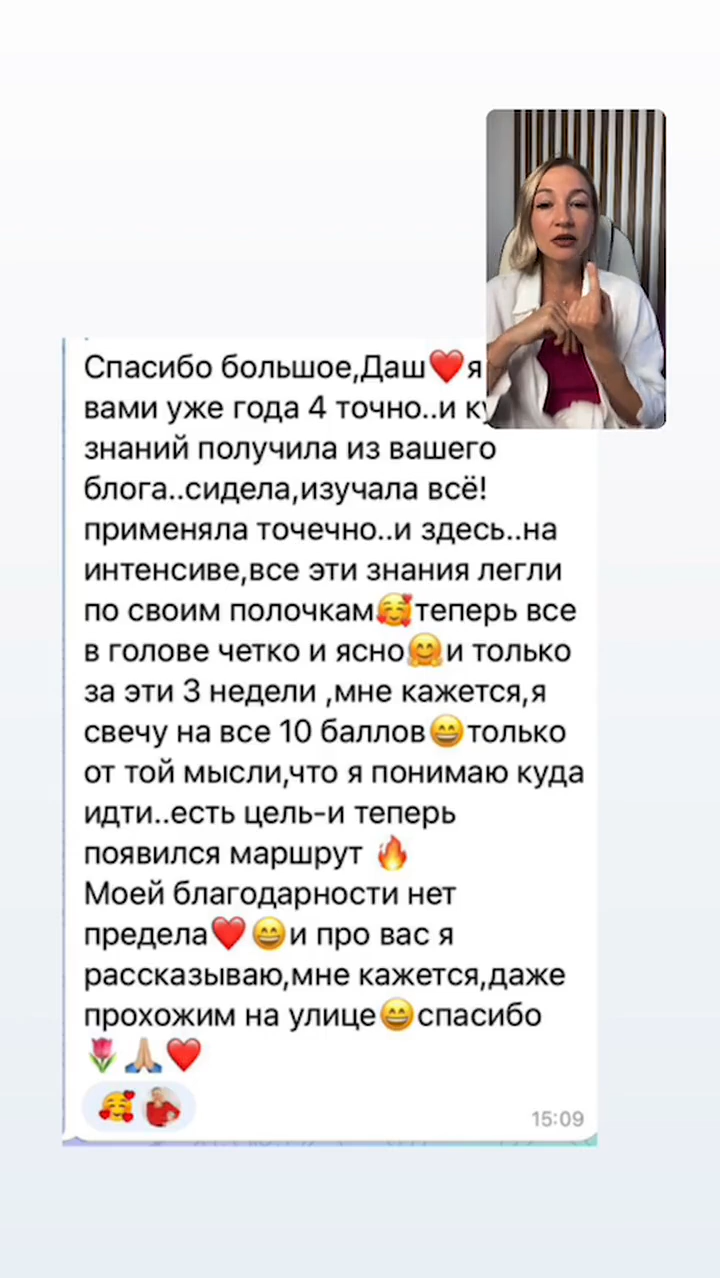 Спасибо большое,Даш❤️я
вами уже года 4 точно..и
знаний получила из вашего
блога..сидела,изучала всё!
применяла точечно..и здесь..на
интенсиве,все эти знания легли
по своим полочкам🥰теперь все
в голове четко и ясно🤗и только
за эти 3 недели ,мне кажется,я
свечу на все 10 баллов😄только
от той мысли,что я понимаю куда
идти..есть цель-и теперь
появился маршрут 🔥
Моей благодарности нет
предела❤️😄и про вас я
рассказываю,мне кажется,даже
прохожим на улице😄спасибо
🌷🙏🏼❤️
🥰
15:09